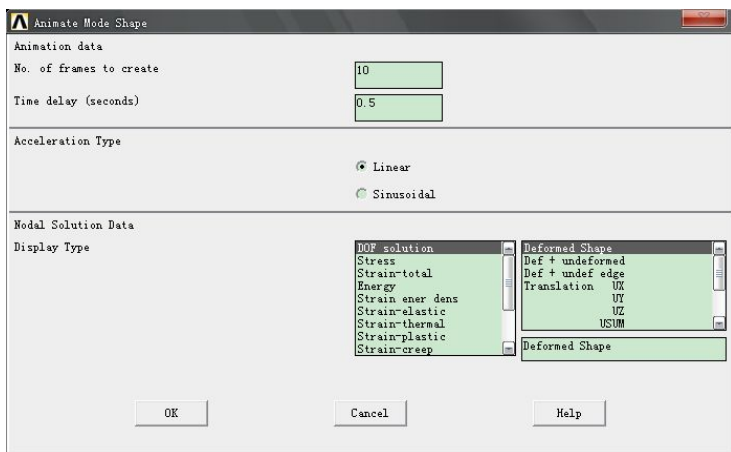 Animate Mode Shape
Animation data
No. of frames to create
10
Time delay (seconds)
0.5
Acceleration Type
Linear
Sinusoidal
Nodal Solution Data
Display Type
DOF solution
Stress
Strain-total
Energy
Strain ener dens
Strain-elastic
Strain-thermal
Strain-plastic
Strain-creep
Deformed Shape
Def + undeformed
Def + undef edge
Translation UX
UY
UZ
USUM
Deformed Shape
OK
Cancel
Help